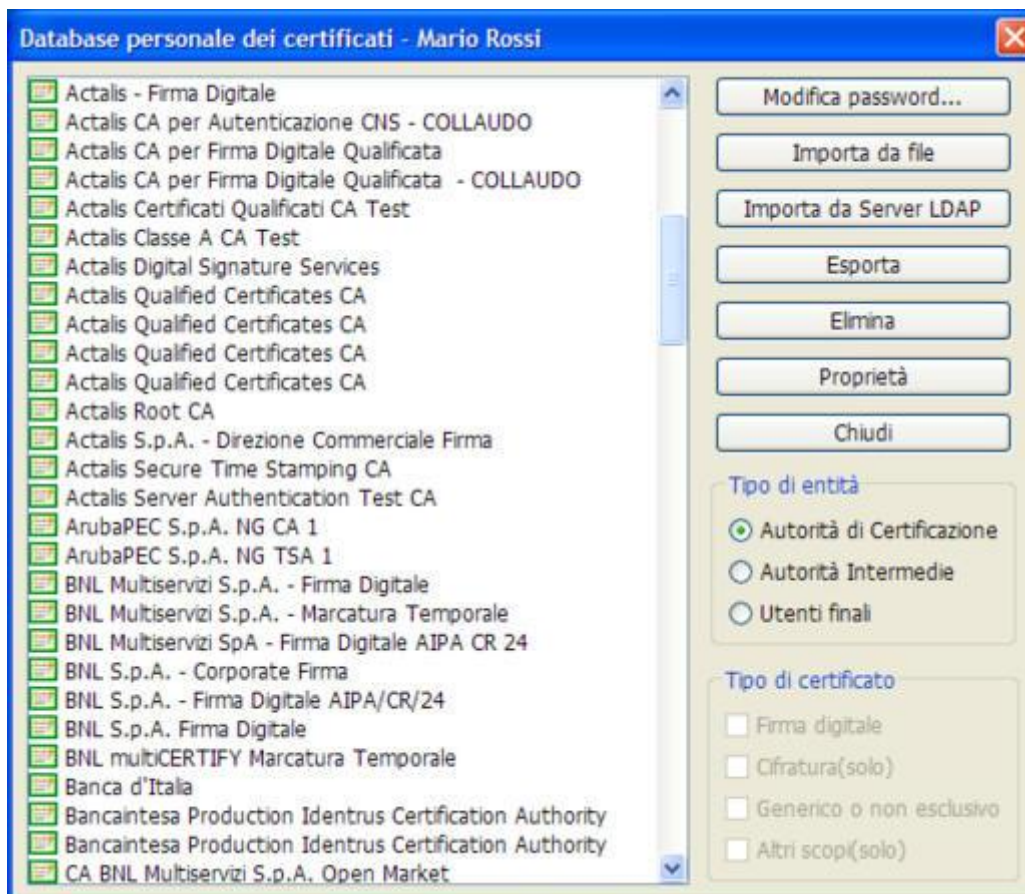 Database personale dei certificati - Mario Rossi
Actalis - Firma Digitale
Actalis CA per Autenticazione CNS - COLLAUDO
Actalis CA per Firma Digitale Qualificata
Actalis CA per Firma Digitale Qualificata - COLLAUDO
Actalis Certificati Qualificati CA Test
Actalis Classe A CA Test
Actalis Digital Signature Services
Actalis Qualified Certificates CA
Actalis Qualified Certificates CA
Actalis Qualified Certificates CA
Actalis Qualified Certificates CA
Actalis Root CA
Actalis S.p.A. - Direzione Commerciale Firma
Actalis Secure Time Stamping CA
Actalis Server Authentication Test CA
ArubaPEC S.p.A. NG CA 1
ArubaPEC S.p.A. NG TSA 1
BNL Multiservizi S.p.A. - Firma Digitale
BNL Multiservizi S.p.A. - Marcatura Temporale
BNL Multiservizi SpA - Firma Digitale AIPA CR 24
BNL S.p.A. - Corporate Firma
BNL S.p.A. - Firma Digitale AIPA/CR/24
BNL S.p.A. Firma Digitale
BNL multiCERTIFY Marcatura Temporale
Banca d'Italia
Bancaintesa Production Identrus Certification Authority
Bancaintesa Production Identrus Certification Authority
CA BNL Multiservizi S.p.A. Open Market
Modifica password...
Importa da file
Importa da Server LDAP
Esporta
Elimina
Proprietà
Chiudi
Tipo di entità
Autorità di Certificazione
Autorità Intermedie
Utenti finali
Tipo di certificato
Firma digitale
Cifratura(solo)
Generico o non esclusivo
Altri scopi(solo)